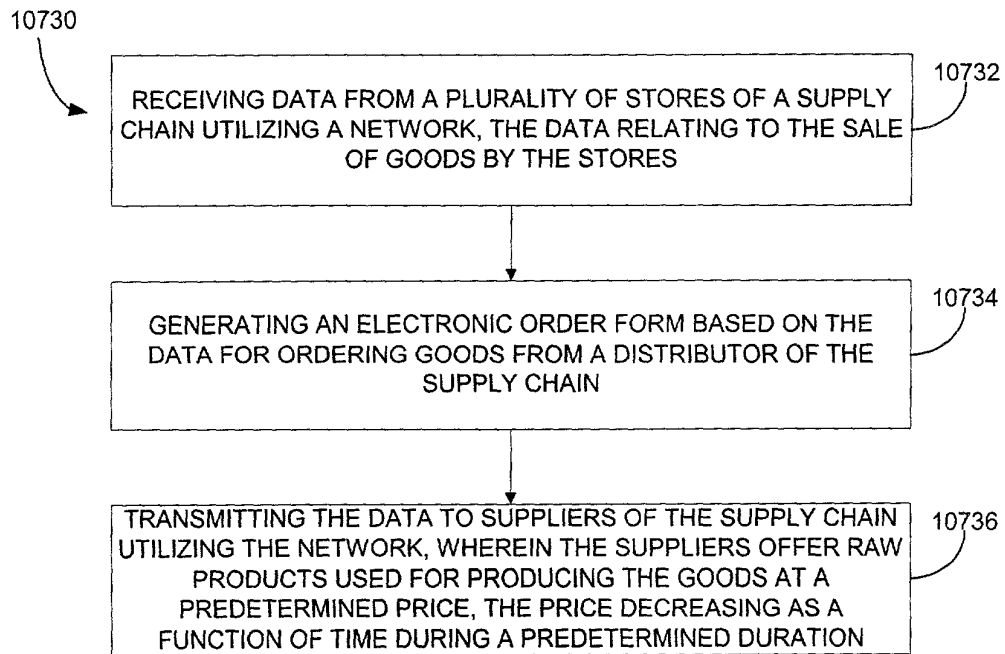 10730
10732
RECEIVING DATA FROM A PLURALITY OF STORES OF A SUPPLY
CHAIN UTILIZING A NETWORK, THE DATA RELATING TO THE SALE
OF GOODS BY THE STORES
10734
GENERATING AN ELECTRONIC ORDER FORM BASED ON THE
DATA FOR ORDERING GOODS FROM A DISTRIBUTOR OF THE
SUPPLY CHAIN
10736
TRANSMITTING THE DATA TO SUPPLIERS OF THE SUPPLY CHAIN
UTILIZING THE NETWORK, WHEREIN THE SUPPLIERS OFFER RAW
PRODUCTS USED FOR PRODUCING THE GOODS AT A
PREDETERMINED PRICE, THE PRICE DECREASING AS A
FUNCTION OF TIME DURING A PREDETERMINED DURATION